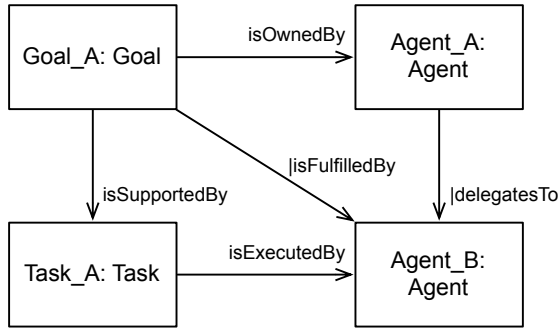 Goal_A: Goal
isOwnedBy
Agent_A:
Agent
|isFulfilledBy
isSupportedBy
|delegatesTo
Task_A: Task
isExecutedBy
Agent_B:
Agent